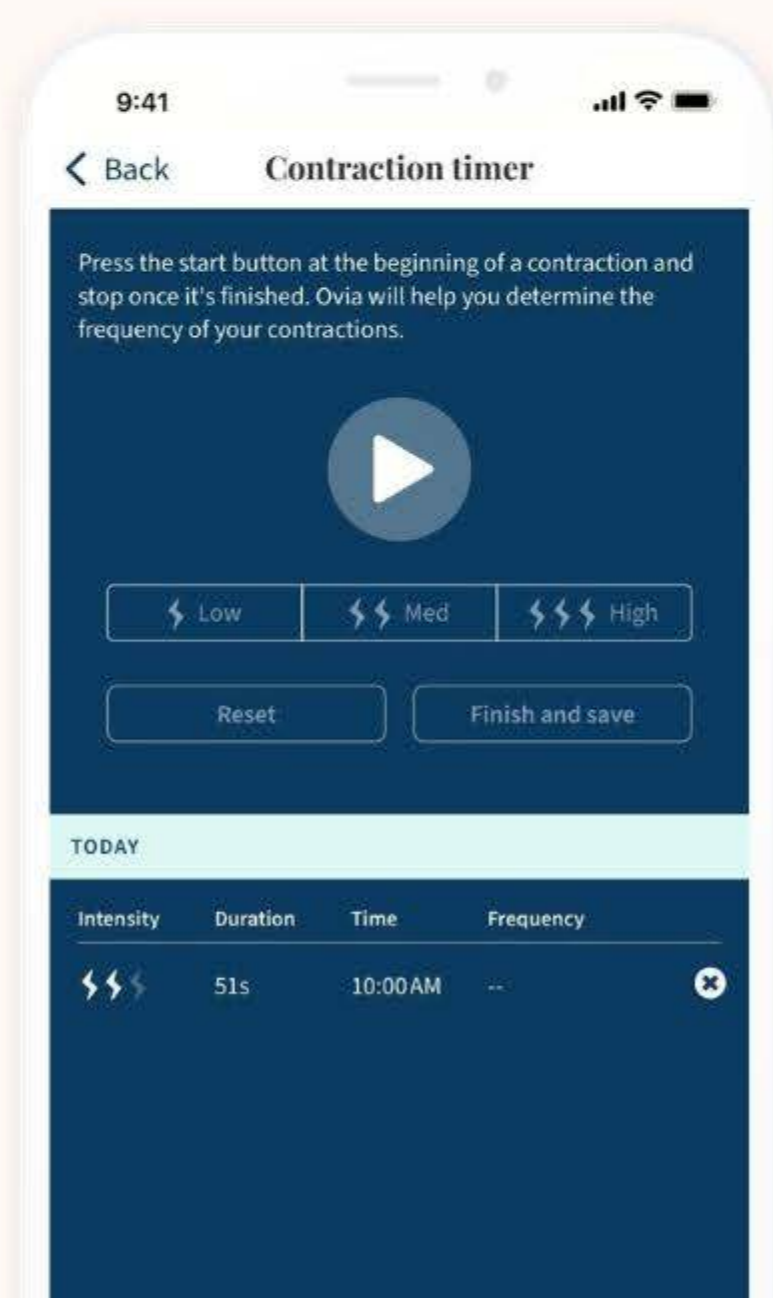 9:41
Back Contraction timer
Press the start button at the beginning of a contraction and
stop once it's finished. Ovia will help you determine the
frequency of your contractions.
Low Med High
Reset Finish and save
TODAY
Intensity Duration Time Frequency
51s 10:00AM --